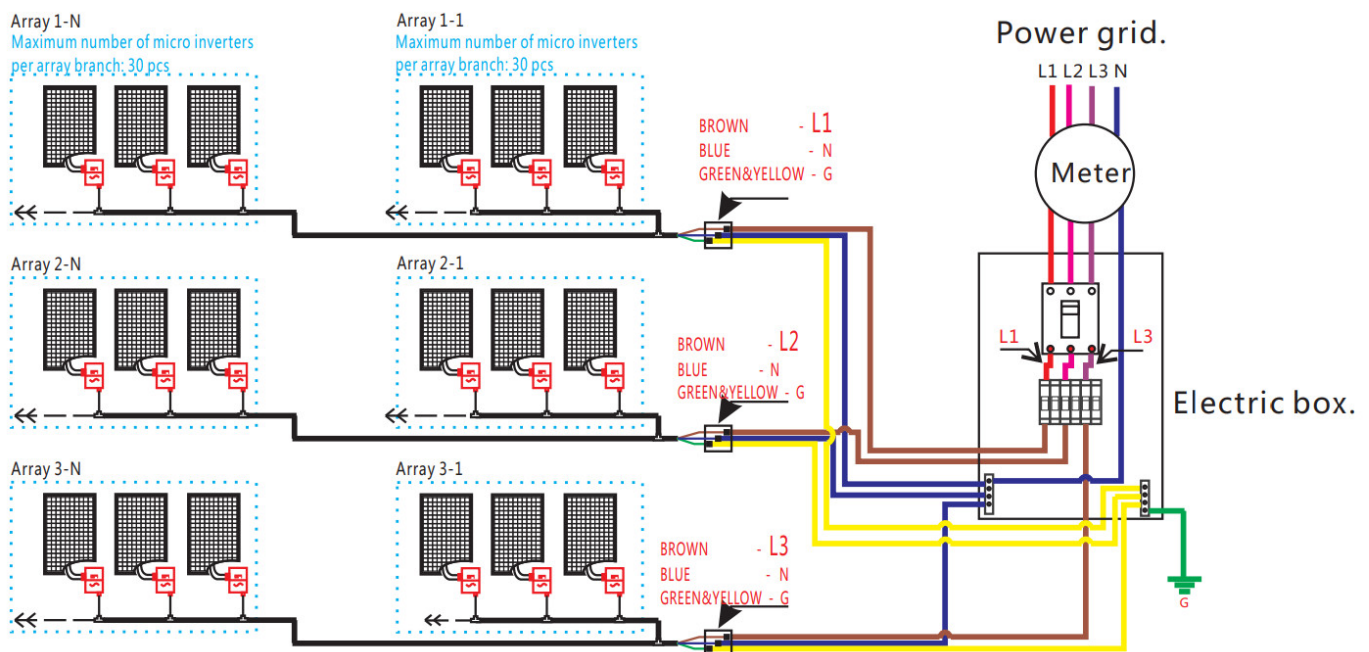 Array 1-N
Maximum number of micro inverters
per array branch: 30 pcs
Array 1-1
Maximum number of micro inverters
per array branch: 30 pcs
Power grid.
L1 L2 L3 N
BROWN - L1
BLUE - N
GREEN&YELLOW - G
Meter
Array 2-N
Array 2-1
BROWN - L2
BLUE - N
GREEN&YELLOW - G
L1
L3
Electric box.
Array 3-N
Array 3-1
BROWN - L3
BLUE - N
GREEN&YELLOW - G
G